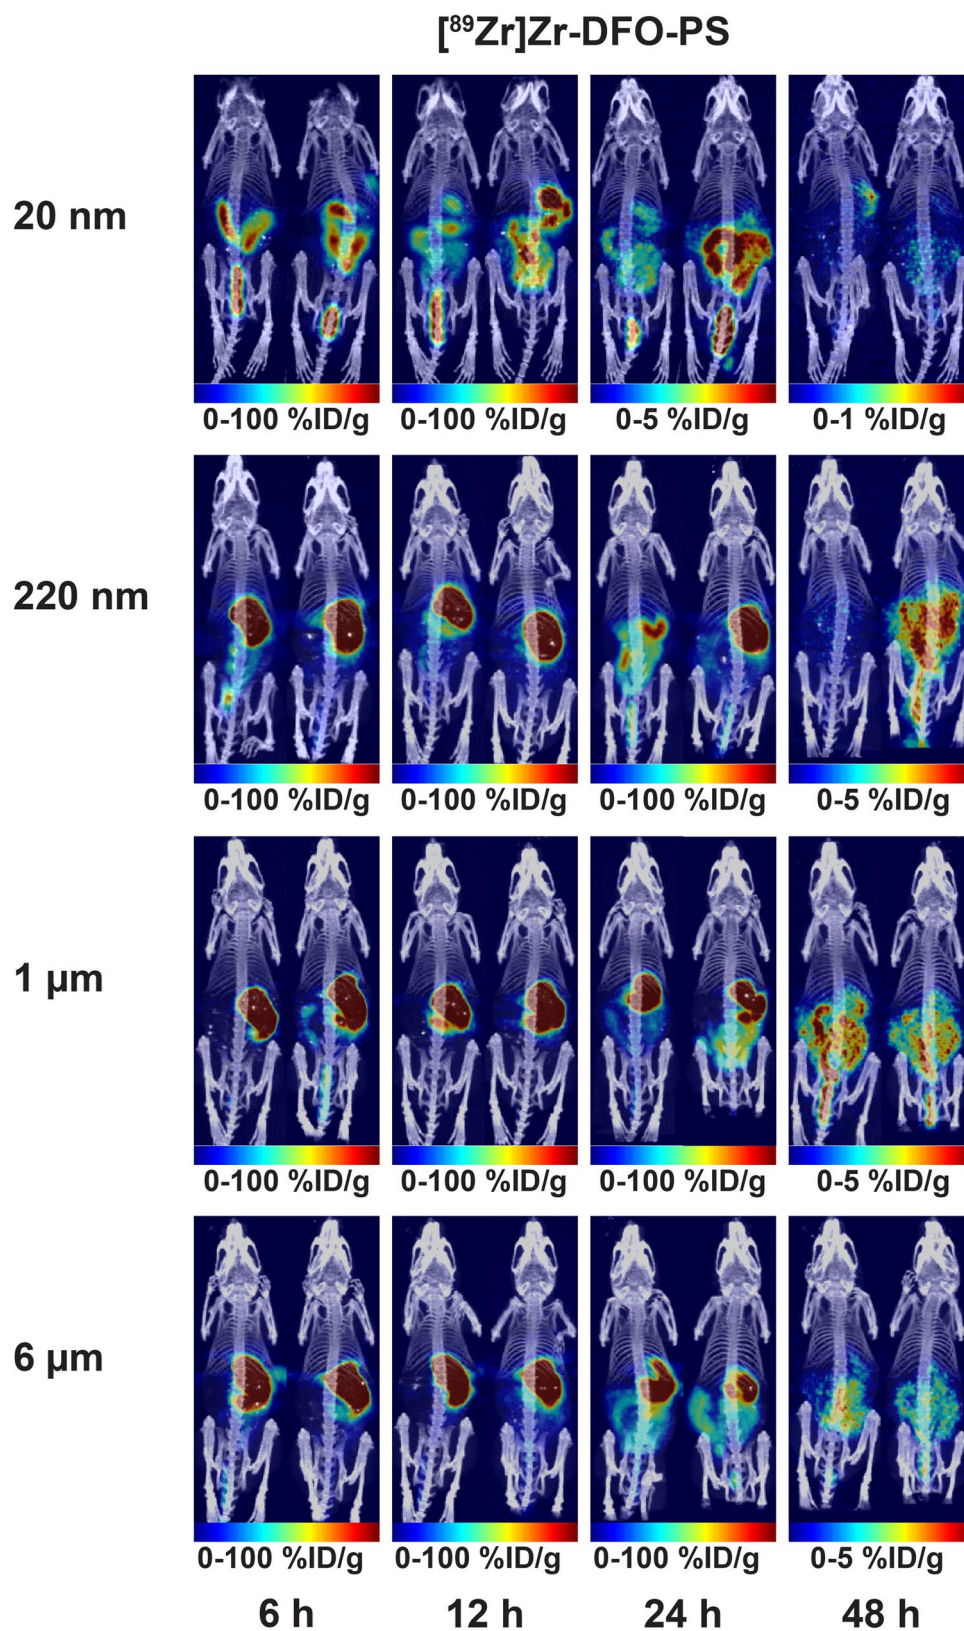 [⁸⁹Zr]Zr-DFO-PS
20 nm
0-100 %ID/g 0-100 %ID/g 0-5 %ID/g 0-1 %ID/g
220 nm
0-100 %ID/g 0-100 %ID/g 0-100 %ID/g 0-5 %ID/g
1 µm
0-100 %ID/g 0-100 %ID/g 0-100 %ID/g 0-5 %ID/g
6 µm
0-100 %ID/g 0-100 %ID/g 0-100 %ID/g 0-5 %ID/g
6 h 12 h 24 h 48 h